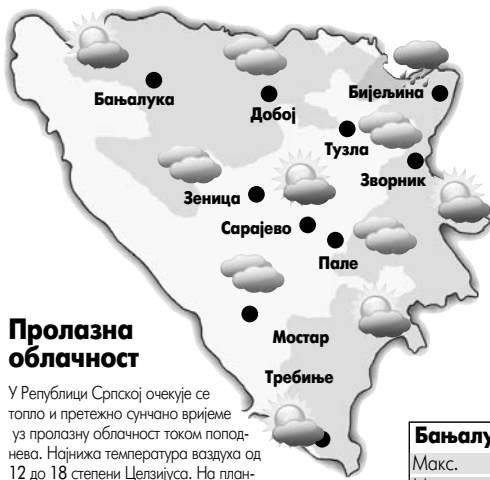 Бањалука
Добој
Бијељина
Тузла
Зворник
Зеница
Сарајево
Пале
Мостар
Требиње
Пролазна
облачност
У Републици Српској очекује се
топло и претежно сунчано вријеме
уз пролазну облачност током попод-
нева. Најнижа температура ваздуха од
12 до 18 степени Целзијуса. На план-
Макс.